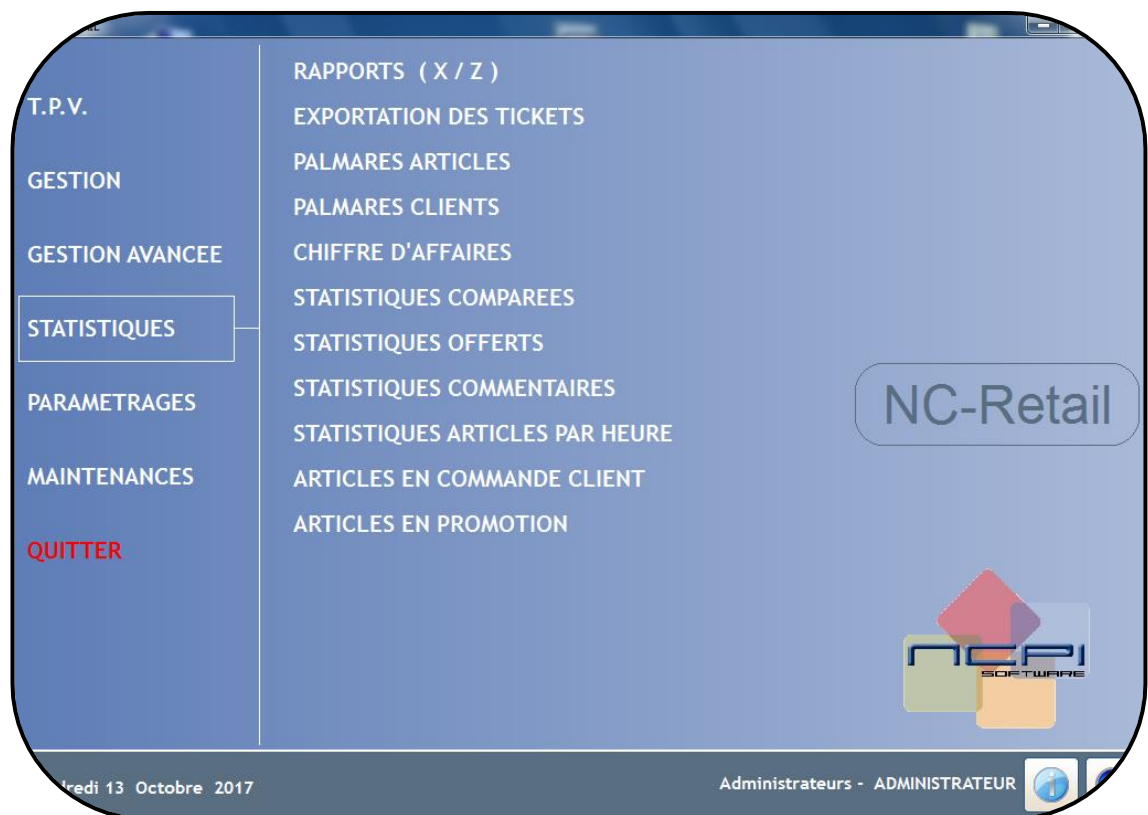 T.P.V.
GESTION
GESTION AVANCEE
STATISTIQUES
PARAMETRAGES
MAINTENANCES
QUITTER
RAPPORTS ( X / Z )
EXPORTATION DES TICKETS
PALMARES ARTICLES
PALMARES CLIENTS
CHIFFRE D'AFFAIRES
STATISTIQUES COMPAREES
STATISTIQUES OFFERTS
STATISTIQUES COMMENTAIRES
STATISTIQUES ARTICLES PAR HEURE
ARTICLES EN COMMANDE CLIENT
ARTICLES EN PROMOTION
NC-Retail
NCPI
SOFTWARE
13 Octobre 2017
Administrateurs - ADMINISTRATEUR